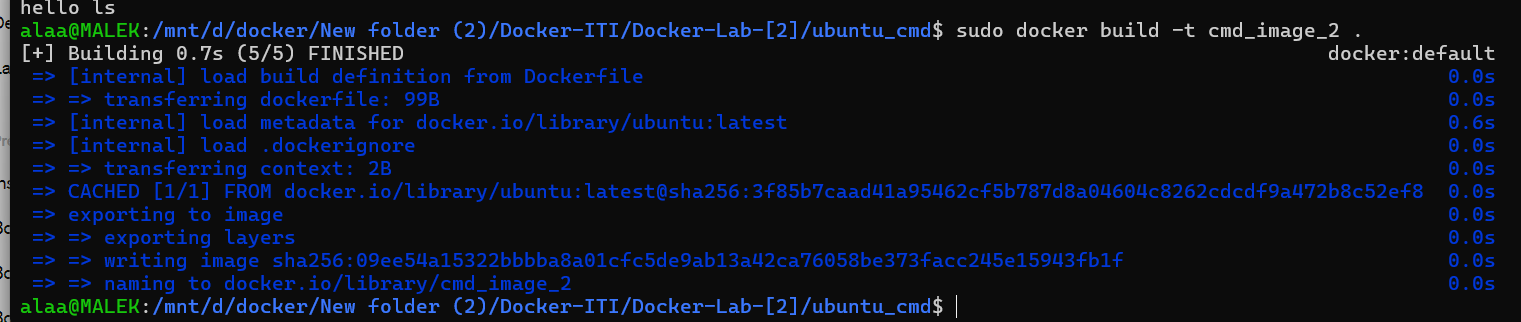 hello ls
alaa@MALEK:/mnt/d/docker/New folder (2)/Docker-ITI/Docker-Lab-[2]/ubuntu_cmd$ sudo docker build -t cmd_image_2 .
[+] Building 0.7s (5/5) FINISHED docker:default
=> [internal] load build definition from Dockerfile 0.0s
=> => transferring dockerfile: 99B 0.0s
=> [internal] load metadata for docker.io/library/ubuntu:latest 0.6s
=> [internal] load .dockerignore 0.0s
=> => transferring context: 2B 0.0s
=> CACHED [1/1] FROM docker.io/library/ubuntu:latest@sha256:3f85b7caad41a95462cf5b787d8a04604c8262cdcdf9a472b8c52ef8 0.0s
=> exporting to image 0.0s
=> => exporting layers 0.0s
=> => writing image sha256:09ee54a15322bbbba8a01cfc5de9ab13a42ca76058be373facc245e15943fb1f 0.0s
=> => naming to docker.io/library/cmd_image_2 0.0s
alaa@MALEK:/mnt/d/docker/New folder (2)/Docker-ITI/Docker-Lab-[2]/ubuntu_cmd$